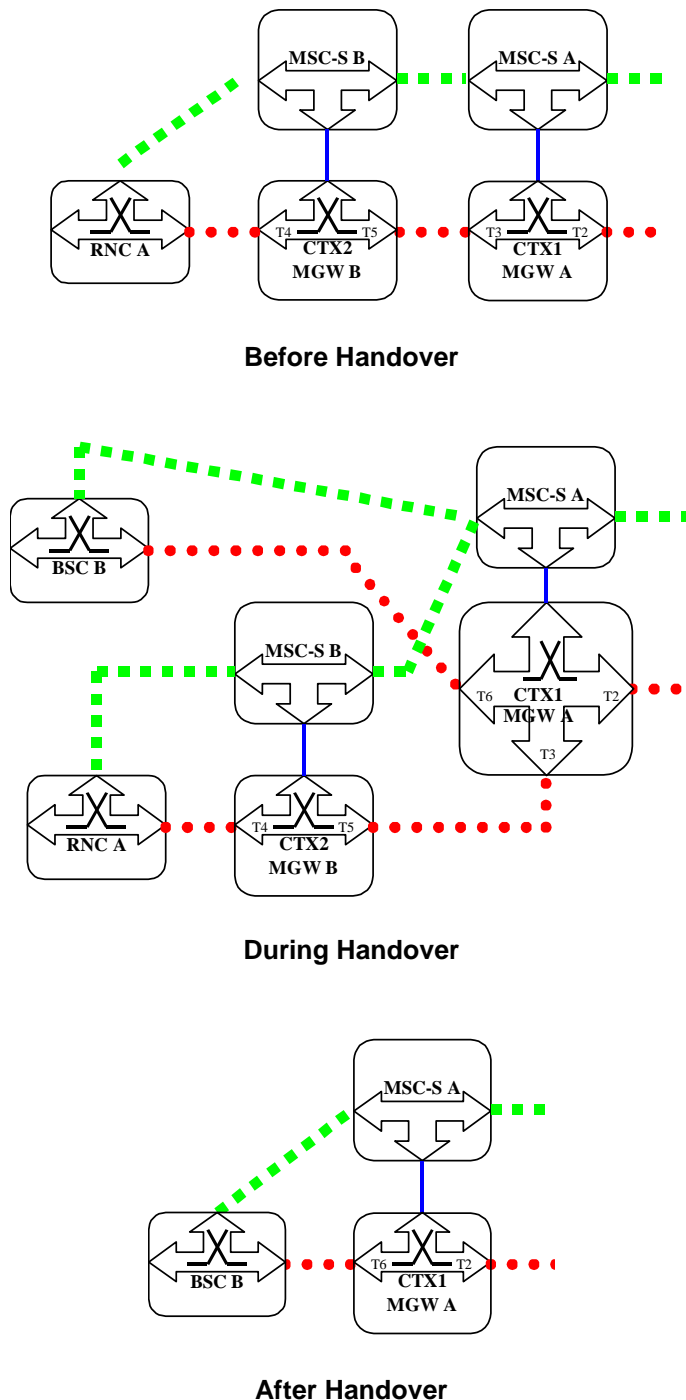 MSC-S B
MSC-S A
RNC A
T4
CTX2
T5
MGW B
T3
CTX1
T2
MGW A
Before Handover
MSC-S A
BSC B
MSC-S B
T6
CTX1
T2
MGW A
T3
RNC A
T4
CTX2
T5
MGW B
During Handover
MSC-S A
BSC B
T6
CTX1
T2
MGW A
After Handover